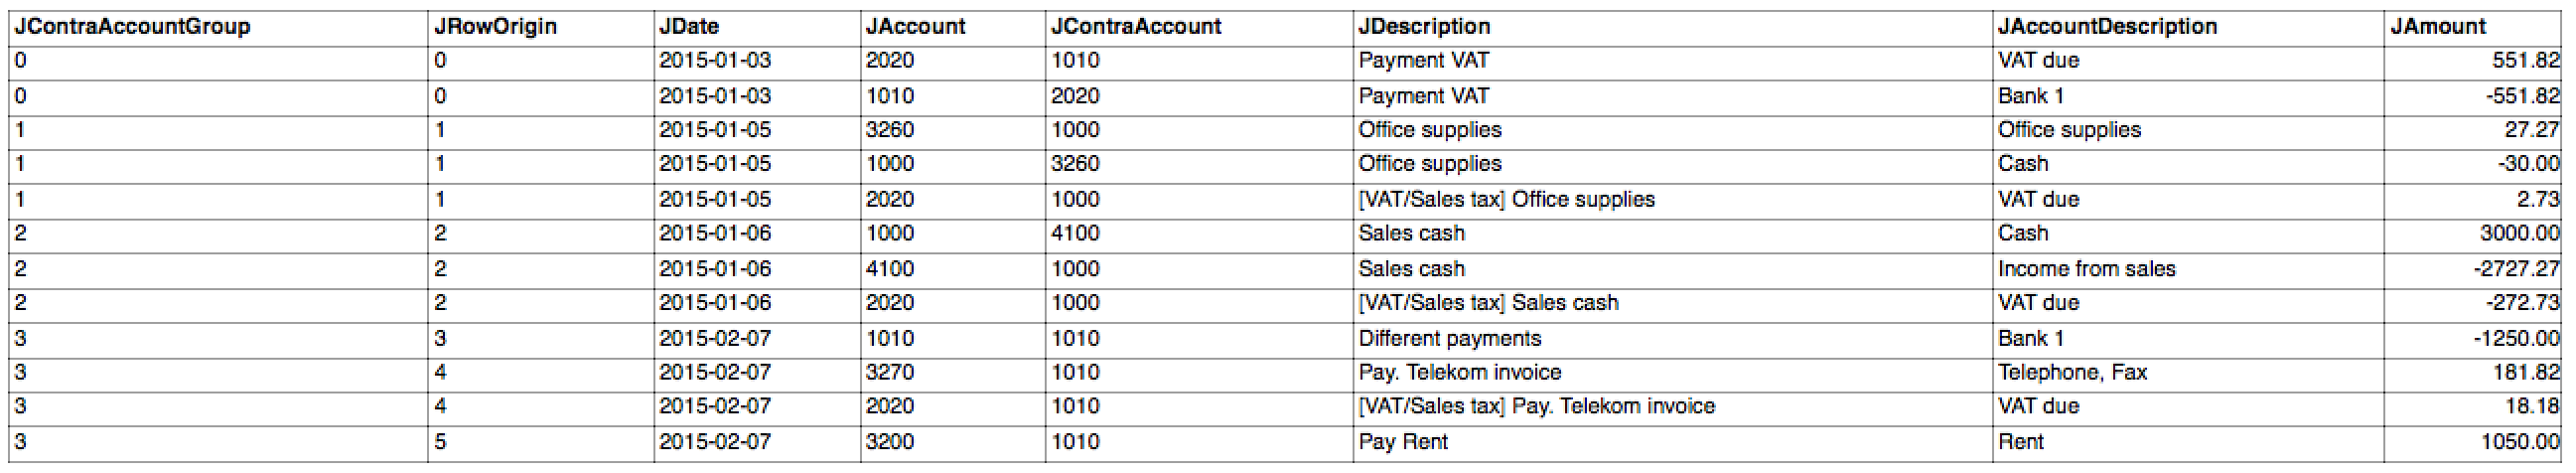 JContraAccountGroup JRowOrigin JDate JAccount JContraAccount JDescription JAccountDescription JAmount
0 0 2015-01-03 2020 1010 Payment VAT VAT due 551.82
0 0 2015-01-03 1010 2020 Payment VAT Bank 1 -551.82
1 1 2015-01-05 3260 1000 Office supplies Office supplies 27.27
1 1 2015-01-05 1000 3260 Office supplies Cash -30.00
1 1 2015-01-05 2020 1000 [VAT/Sales tax] Office supplies VAT due 2.73
2 2 2015-01-06 1000 4100 Sales cash Cash 3000.00
2 2 2015-01-06 4100 1000 Sales cash Income from sales -2727.27
2 2 2015-01-06 2020 1000 [VAT/Sales tax] Sales cash VAT due -272.73
3 3 2015-02-07 1010 1010 Different payments Bank 1 -1250.00
3 4 2015-02-07 3270 1010 Pay. Telekom invoice Telephone, Fax 181.82
3 4 2015-02-07 2020 1010 [VAT/Sales tax] Pay. Telekom invoice VAT due 18.18
3 5 2015-02-07 3200 1010 Pay Rent Rent 1050.00